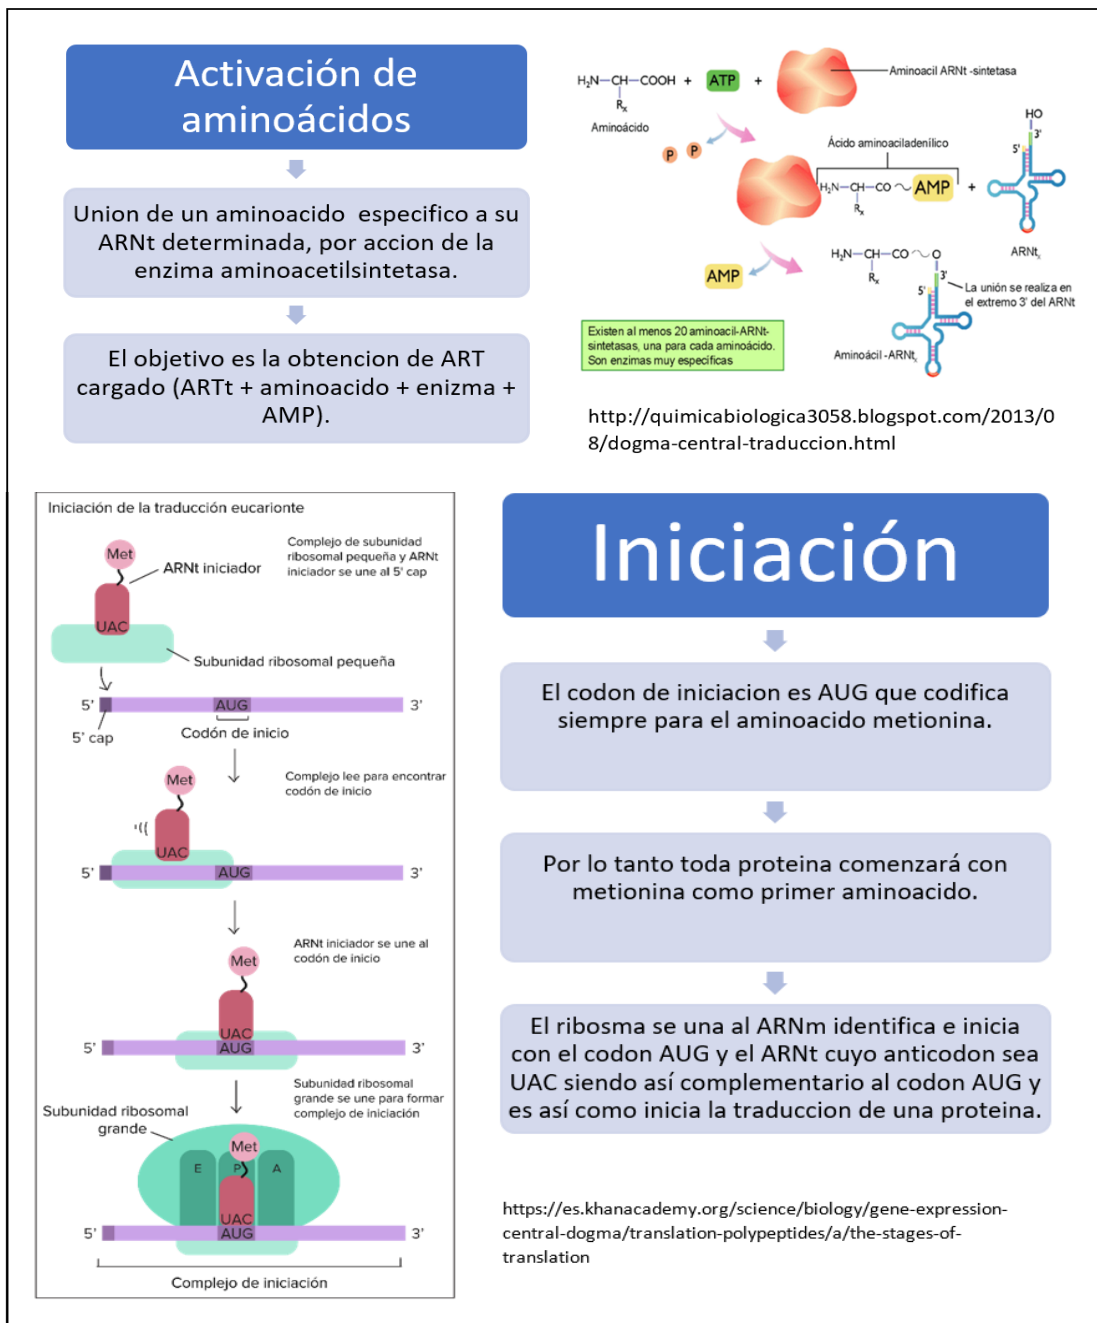 Activación de
aminoácidos
Union de un aminoacido especifico a su
ARNt determinada, por accion de la
enzima aminoacetilsintetasa.
El objetivo es la obtencion de ART
cargado (ARTt + aminoacido + enizma +
AMP).
H₂N—CH—COOH + ATP +
Rₓ
Aminoácido
Aminoacil ARNt -sintetasa
P P
Ácido aminoaciladenílico
H₂N—CH—CO ~ AMP +
Rₓ
HO
3'
5'
ARNtₓ
AMP
H₂N—CH—CO ~ O
Rₓ
3'
5'
La unión se realiza en
el extremo 3' del ARNt
Aminoácil -ARNtₓ
Existen al menos 20 aminoacil-ARNt-
sintetasas, una para cada aminoácido.
Son enzimas muy específicas
http://quimicabiologica3058.blogspot.com/2013/0
8/dogma-central-traduccion.html
Iniciación de la traducción eucarionte
Met
ARNt iniciador
Complejo de subunidad
ribosomal pequeña y ARNt
iniciador se une al 5' cap
UAC
Subunidad ribosomal pequeña
5' AUG 3'
5' cap
Codón de inicio
Met
Complejo lee para encontrar
codón de inicio
UAC
5' AUG 3'
ARNt iniciador se une al
codón de inicio
Met
UAC
5' AUG 3'
Subunidad ribosomal
grande se une para formar
complejo de iniciación
Subunidad ribosomal
grande
Met
E P A
UAC
5' AUG 3'
Complejo de iniciación
Iniciación
El codon de iniciacion es AUG que codifica
siempre para el aminoacido metionina.
Por lo tanto toda proteina comenzará con
metionina como primer aminoacido.
El ribosma se una al ARNm identifica e inicia
con el codon AUG y el ARNt cuyo anticodon sea
UAC siendo así complementario al codon AUG y
es así como inicia la traduccion de una proteina.
https://es.khanacademy.org/science/biology/gene-expression-
central-dogma/translation-polypeptides/a/the-stages-of-
translation